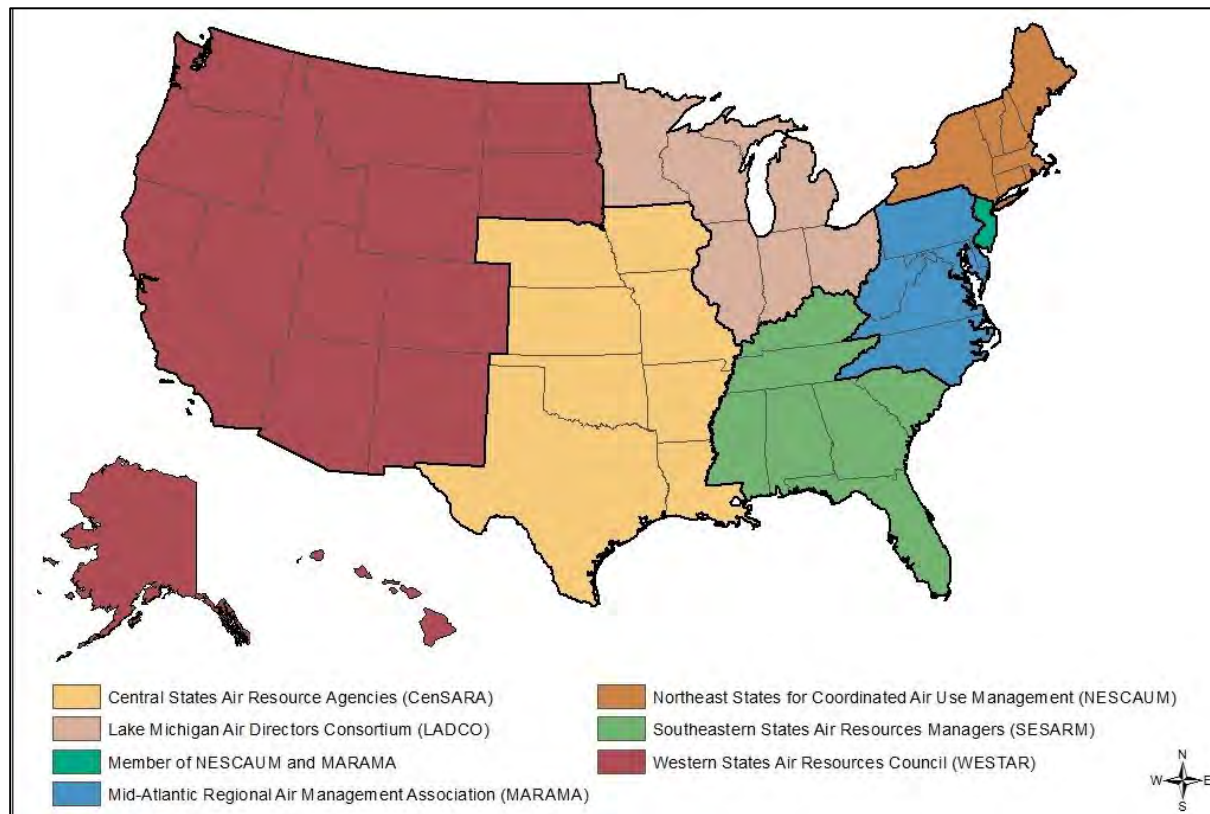 Central States Air Resource Agencies (CenSARA)
Lake Michigan Air Directors Consortium (LADCO)
Member of NESCAUM and MARAMA
Mid-Atlantic Regional Air Management Association (MARAMA)
Northeast States for Coordinated Air Use Management (NESCAUM)
Southeastern States Air Resources Managers (SESARM)
Western States Air Resources Council (WESTAR)
N
W E
S